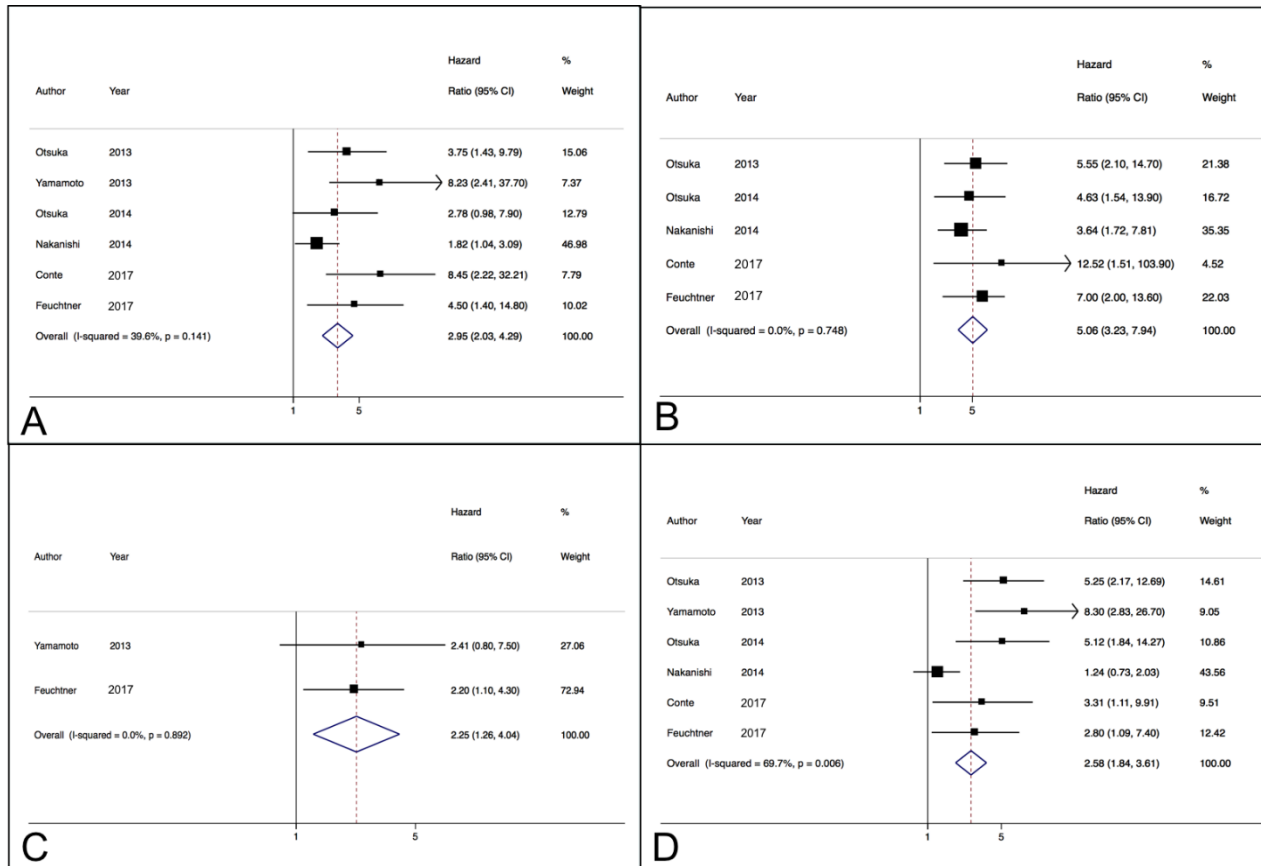 Hazard %
Author Year Ratio (95% CI) Weight
Otsuka 2013 3.75 (1.43, 9.79) 15.06
Yamamoto 2013 8.23 (2.41, 37.70) 7.37
Otsuka 2014 2.78 (0.98, 7.90) 12.79
Nakanishi 2014 1.82 (1.04, 3.09) 46.98
Conte 2017 8.45 (2.22, 32.21) 7.79
Feuchtner 2017 4.50 (1.40, 14.80) 10.02
Overall (I-squared = 39.6%, p = 0.141) 2.95 (2.03, 4.29) 100.00
1 5
A
Hazard %
Author Year Ratio (95% CI) Weight
Otsuka 2013 5.55 (2.10, 14.70) 21.38
Otsuka 2014 4.63 (1.54, 13.90) 16.72
Nakanishi 2014 3.64 (1.72, 7.81) 35.35
Conte 2017 12.52 (1.51, 103.90) 4.52
Feuchtner 2017 7.00 (2.00, 13.60) 22.03
Overall (I-squared = 0.0%, p = 0.748) 5.06 (3.23, 7.94) 100.00
1 5
B
Hazard %
Author Year Ratio (95% CI) Weight
Yamamoto 2013 2.41 (0.80, 7.50) 27.06
Feuchtner 2017 2.20 (1.10, 4.30) 72.94
Overall (I-squared = 0.0%, p = 0.892) 2.25 (1.26, 4.04) 100.00
1 5
C
Hazard %
Author Year Ratio (95% CI) Weight
Otsuka 2013 5.25 (2.17, 12.69) 14.61
Yamamoto 2013 8.30 (2.83, 26.70) 9.05
Otsuka 2014 5.12 (1.84, 14.27) 10.86
Nakanishi 2014 1.24 (0.73, 2.03) 43.56
Conte 2017 3.31 (1.11, 9.91) 9.51
Feuchtner 2017 2.80 (1.09, 7.40) 12.42
Overall (I-squared = 69.7%, p = 0.006) 2.58 (1.84, 3.61) 100.00
1 5
D